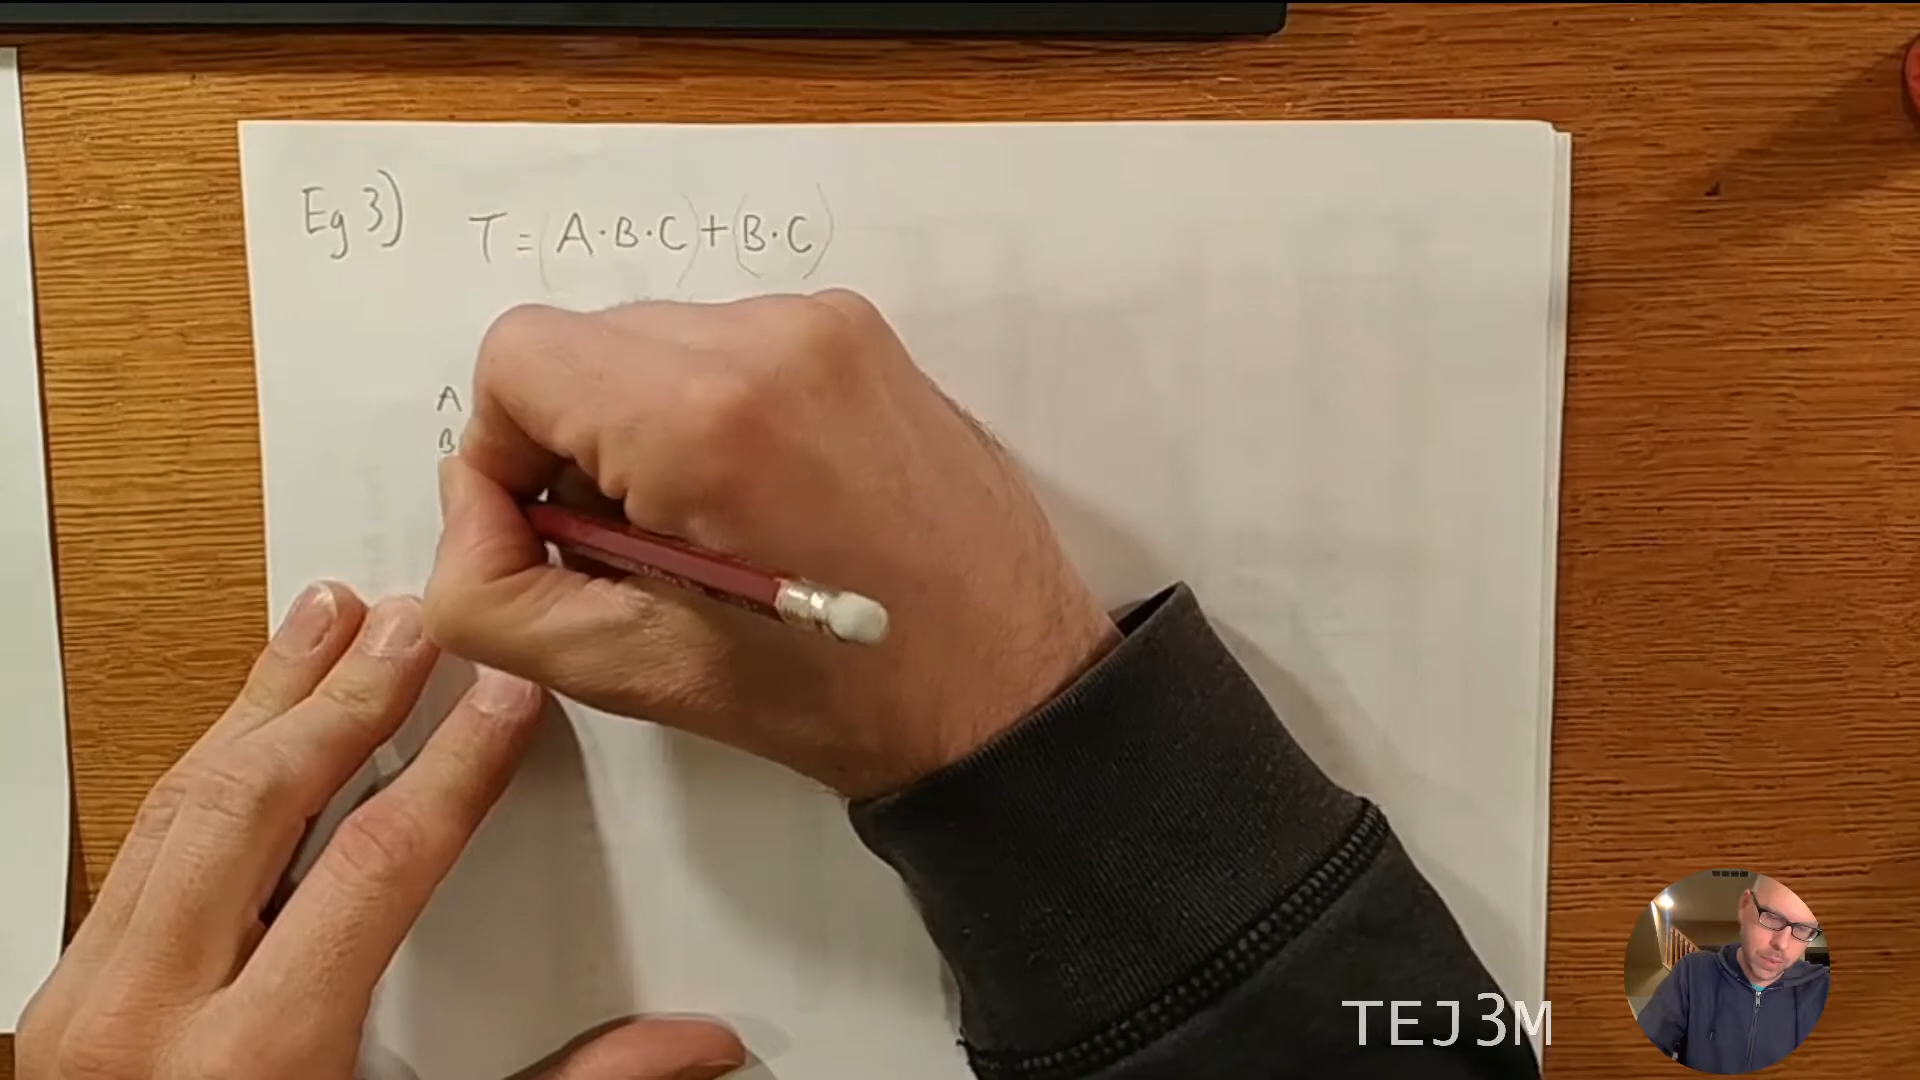 Eg 3) T = (A·B·C) + (B·C)
A
B
TEJ3M